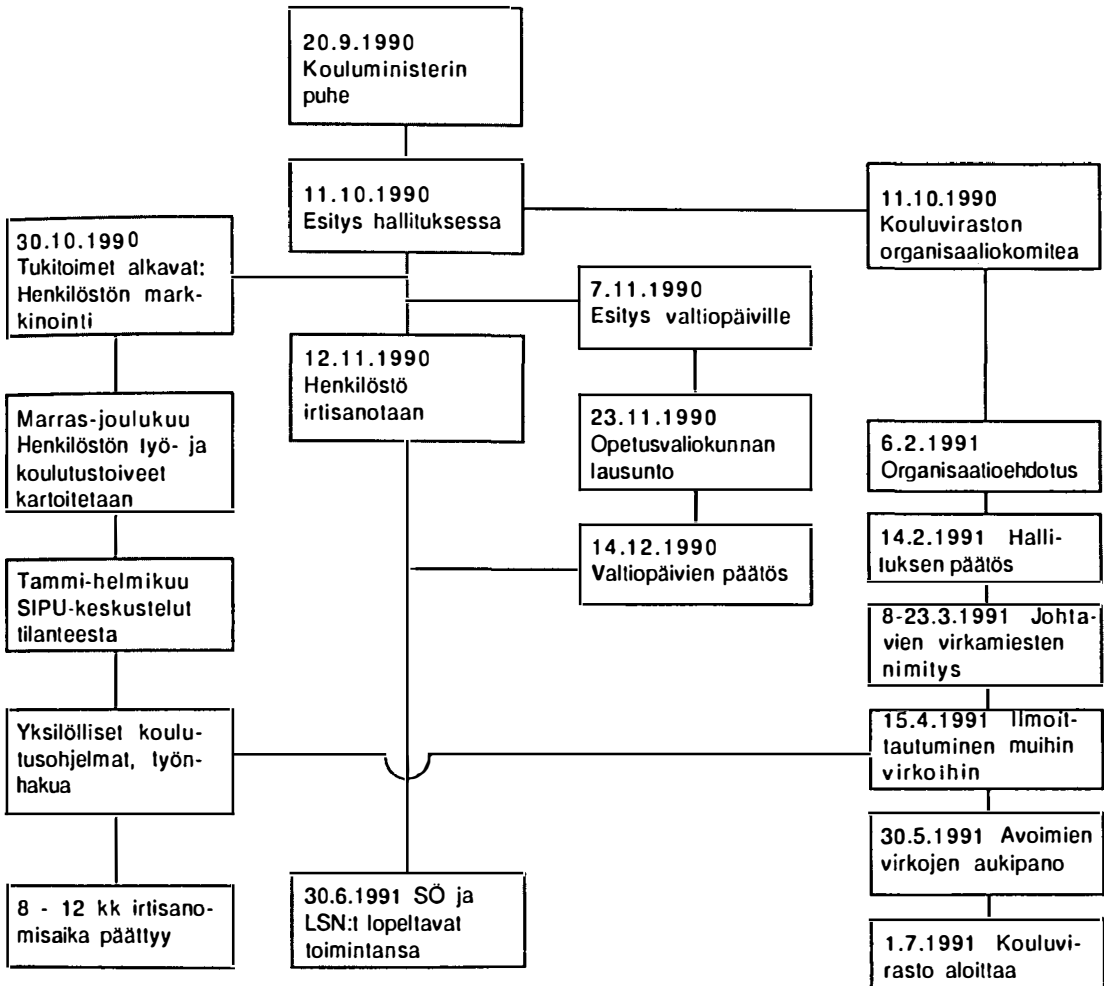 20.9.1990
Kouluministerin
puhe
11.10.1990
Esitys hallituksessa
11.10.1990
Kouluviraston
organisaaliokomitea
30.10.1990
Tukitoimet alkavat:
Henkilöstön mark-
kinointi
7.11.1990
Esitys valtiopäiville
12.11.1990
Henkilöstö
irtisanotaan
Marras-joulukuu
Henkilöstön työ- ja
koulutustoiveet
kartoitetaan
23.11.1990
Opetusvaliokunnan
lausunto
6.2.1991
Organisaatioehdotus
14.2.1991 Halli-
tuksen päätös
14.12.1990
Valtiopäivien päätös
Tammi-helmikuu
SIPU-keskustelut
tilanteesta
8-23.3.1991 Johta-
vien virkamiesten
nimitys
Yksilölliset koulu-
tusohjelmat, työn-
hakua
15.4.1991 Ilmoit-
tautuminen muihin
virkoihin
30.5.1991 Avoimien
virkojen aukipano
8 - 12 kk irtisano-
misaika päättyy
30.6.1991 SÖ ja
LSN:t lopettavat
toimintansa
1.7.1991 Kouluvi-
rasto aloittaa